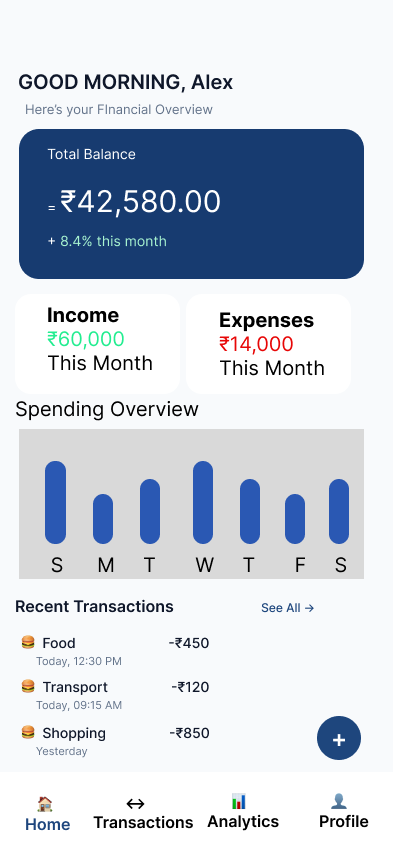 GOOD MORNING, Alex
Here's your FInancial Overview
Total Balance
= ₹42,580.00
+ 8.4% this month
Income
₹60,000
This Month
Expenses
₹14,000
This Month
Spending Overview
S M T W T F S
Recent Transactions See All →
Food -₹450
Today, 12:30 PM
Transport -₹120
Today, 09:15 AM
Shopping -₹850
Yesterday
+
Home Transactions Analytics Profile